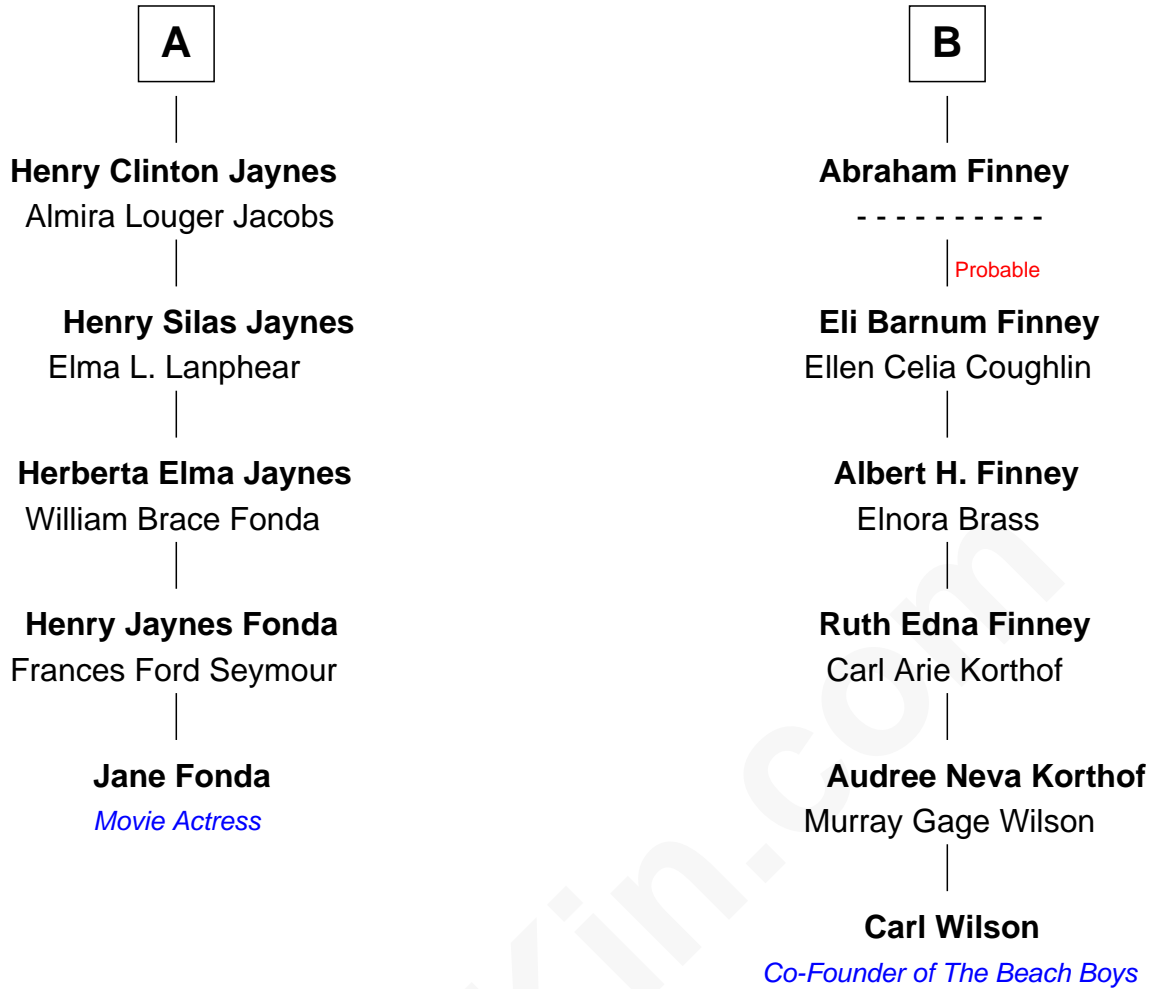 A
Henry Clinton Jaynes
Almira Louger Jacobs
Henry Silas Jaynes
Elma L. Lanphear
Herberta Elma Jaynes
William Brace Fonda
Henry Jaynes Fonda
Frances Ford Seymour
Jane Fonda
Movie Actress
B
Abraham Finney
- - - - - - - - - -
Probable
Eli Barnum Finney
Ellen Celia Coughlin
Albert H. Finney
Elnora Brass
Ruth Edna Finney
Carl Arie Korthof
Audree Neva Korthof
Murray Gage Wilson
Carl Wilson
Co-Founder of The Beach Boys
Kin.com